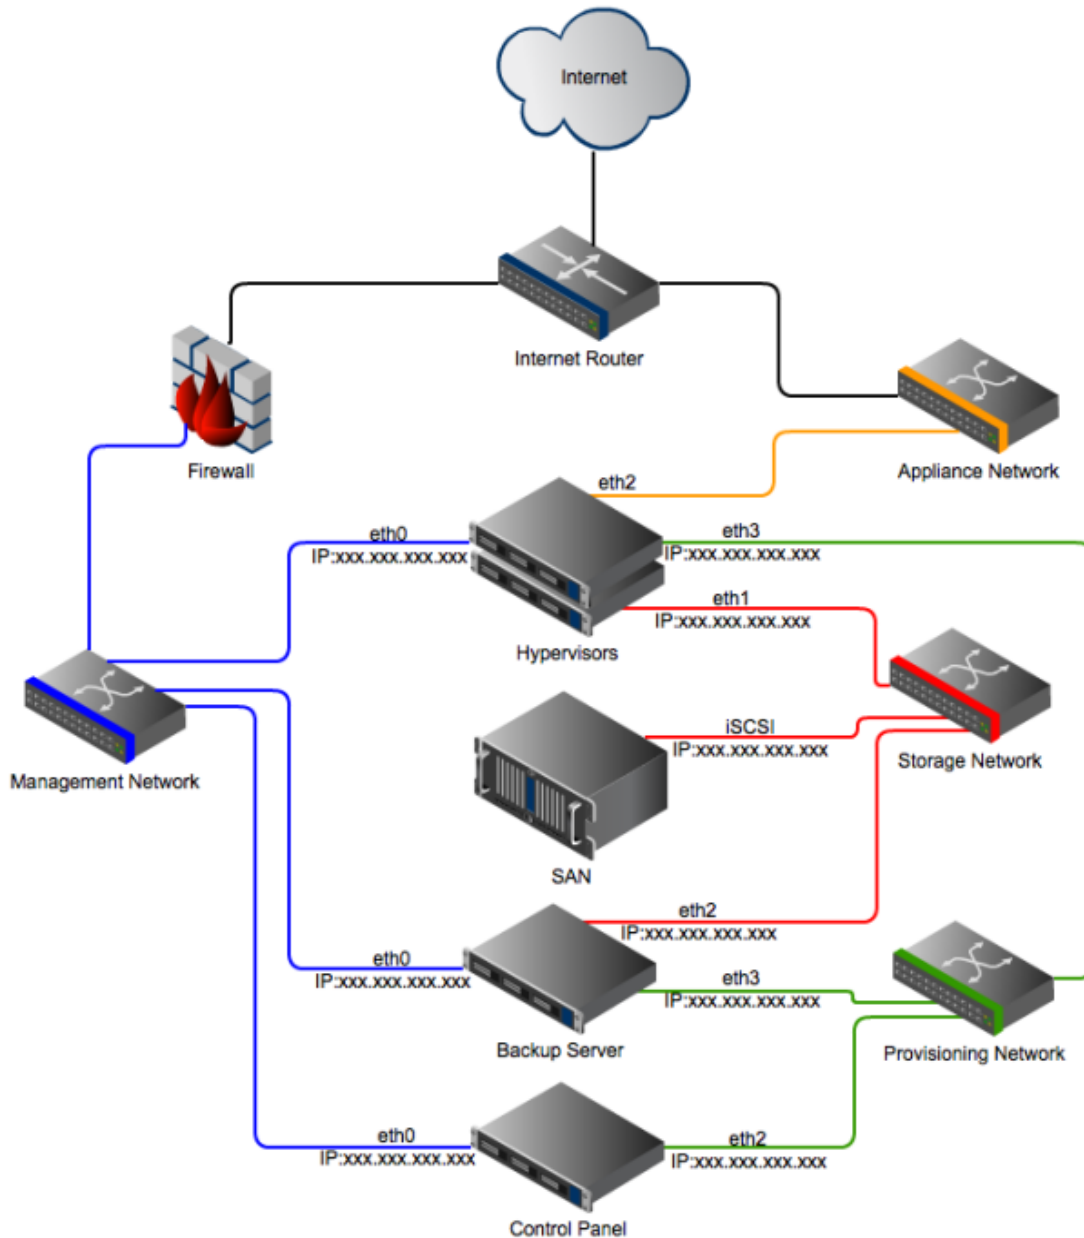 Internet
Internet Router
Firewall
Appliance Network
eth2
eth0
IP:xxx.xxx.xxx.xxx
eth3
IP:xxx.xxx.xxx.xxx
eth1
IP:xxx.xxx.xxx.xxx
Hypervisors
Management Network
iSCSI
IP:xxx.xxx.xxx.xxx
Storage Network
SAN
eth2
IP:xxx.xxx.xxx.xxx
eth0
IP:xxx.xxx.xxx.xxx
eth3
IP:xxx.xxx.xxx.xxx
Backup Server
Provisioning Network
eth0
IP:xxx.xxx.xxx.xxx
eth2
IP:xxx.xxx.xxx.xxx
Control Panel